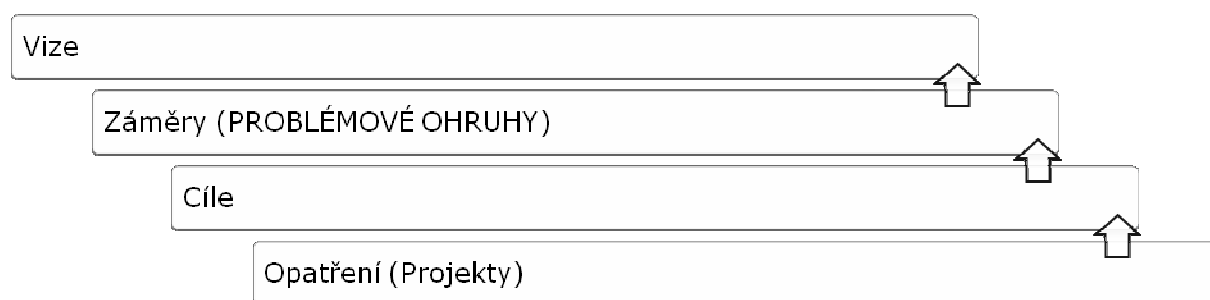 Vize
Záměry (PROBLÉMOVÉ OHRUHY)
Cíle
Opatření (Projekty)